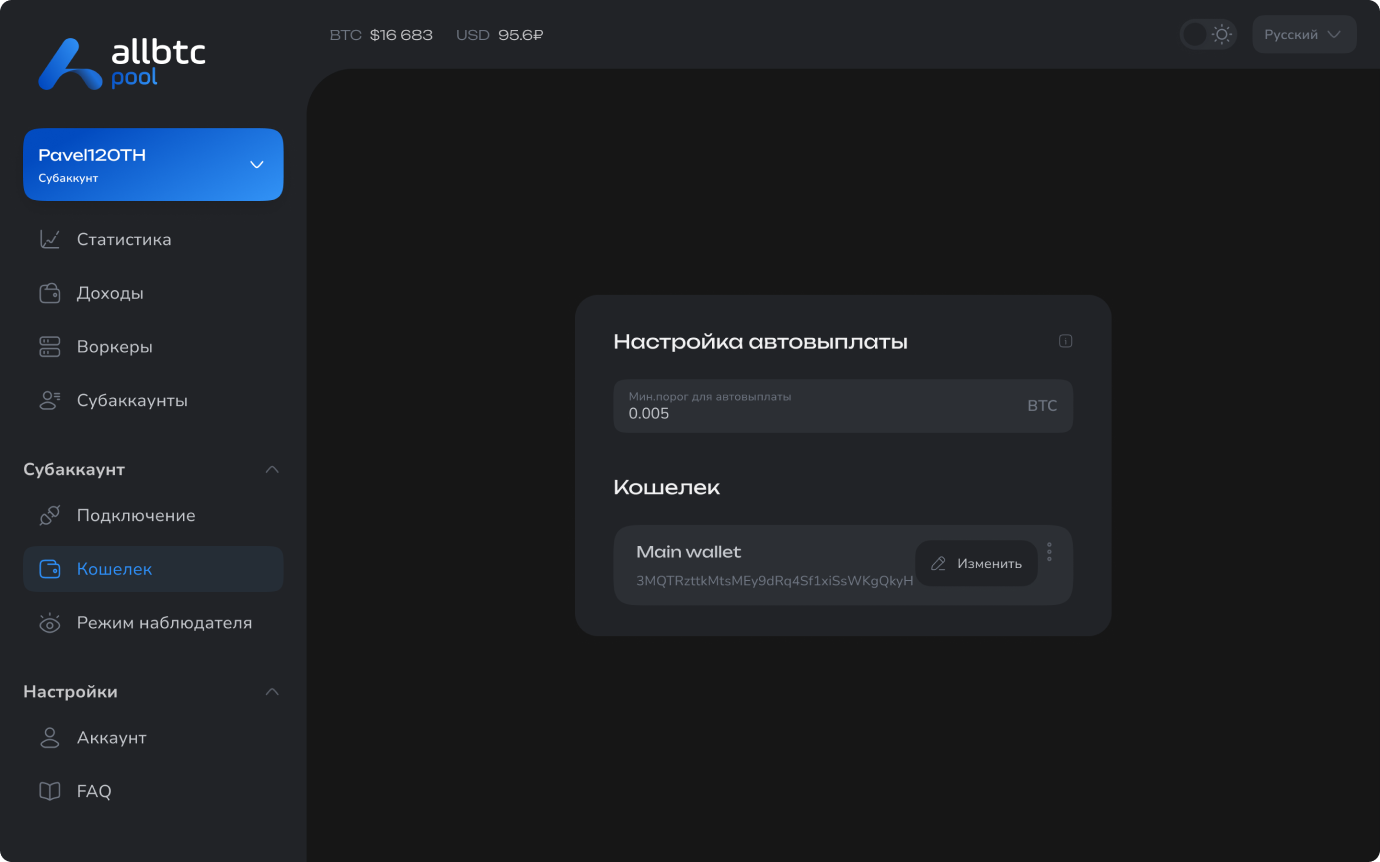 allbtc
pool
BTC $16 683 USD 95.6₽
Русский
Pavel120TH
Субаккунт
Статистика
Доходы
Воркеры
Субаккаунты
Субаккаунт
Подключение
Кошелек
Режим наблюдателя
Настройки
Аккаунт
FAQ
Настройка автовыплаты
Мин.порог для автовыплаты
0.005
BTC
Кошелек
Main wallet
3MQTRzttkMtsMEy9dRq4Sf1xiSsWKgQkyH
Изменить